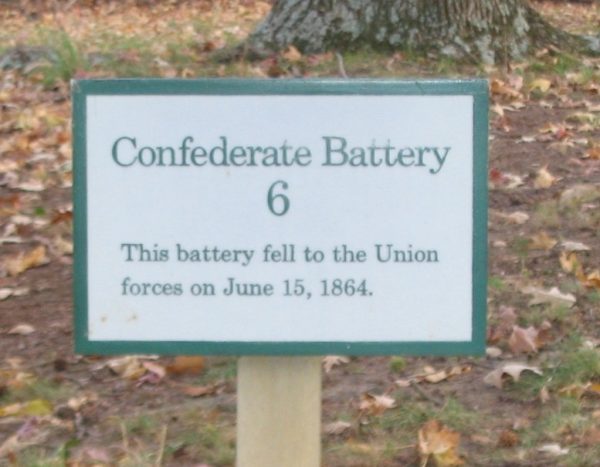 Confederate Battery
6
This battery fell to the Union
forces on June 15, 1864.